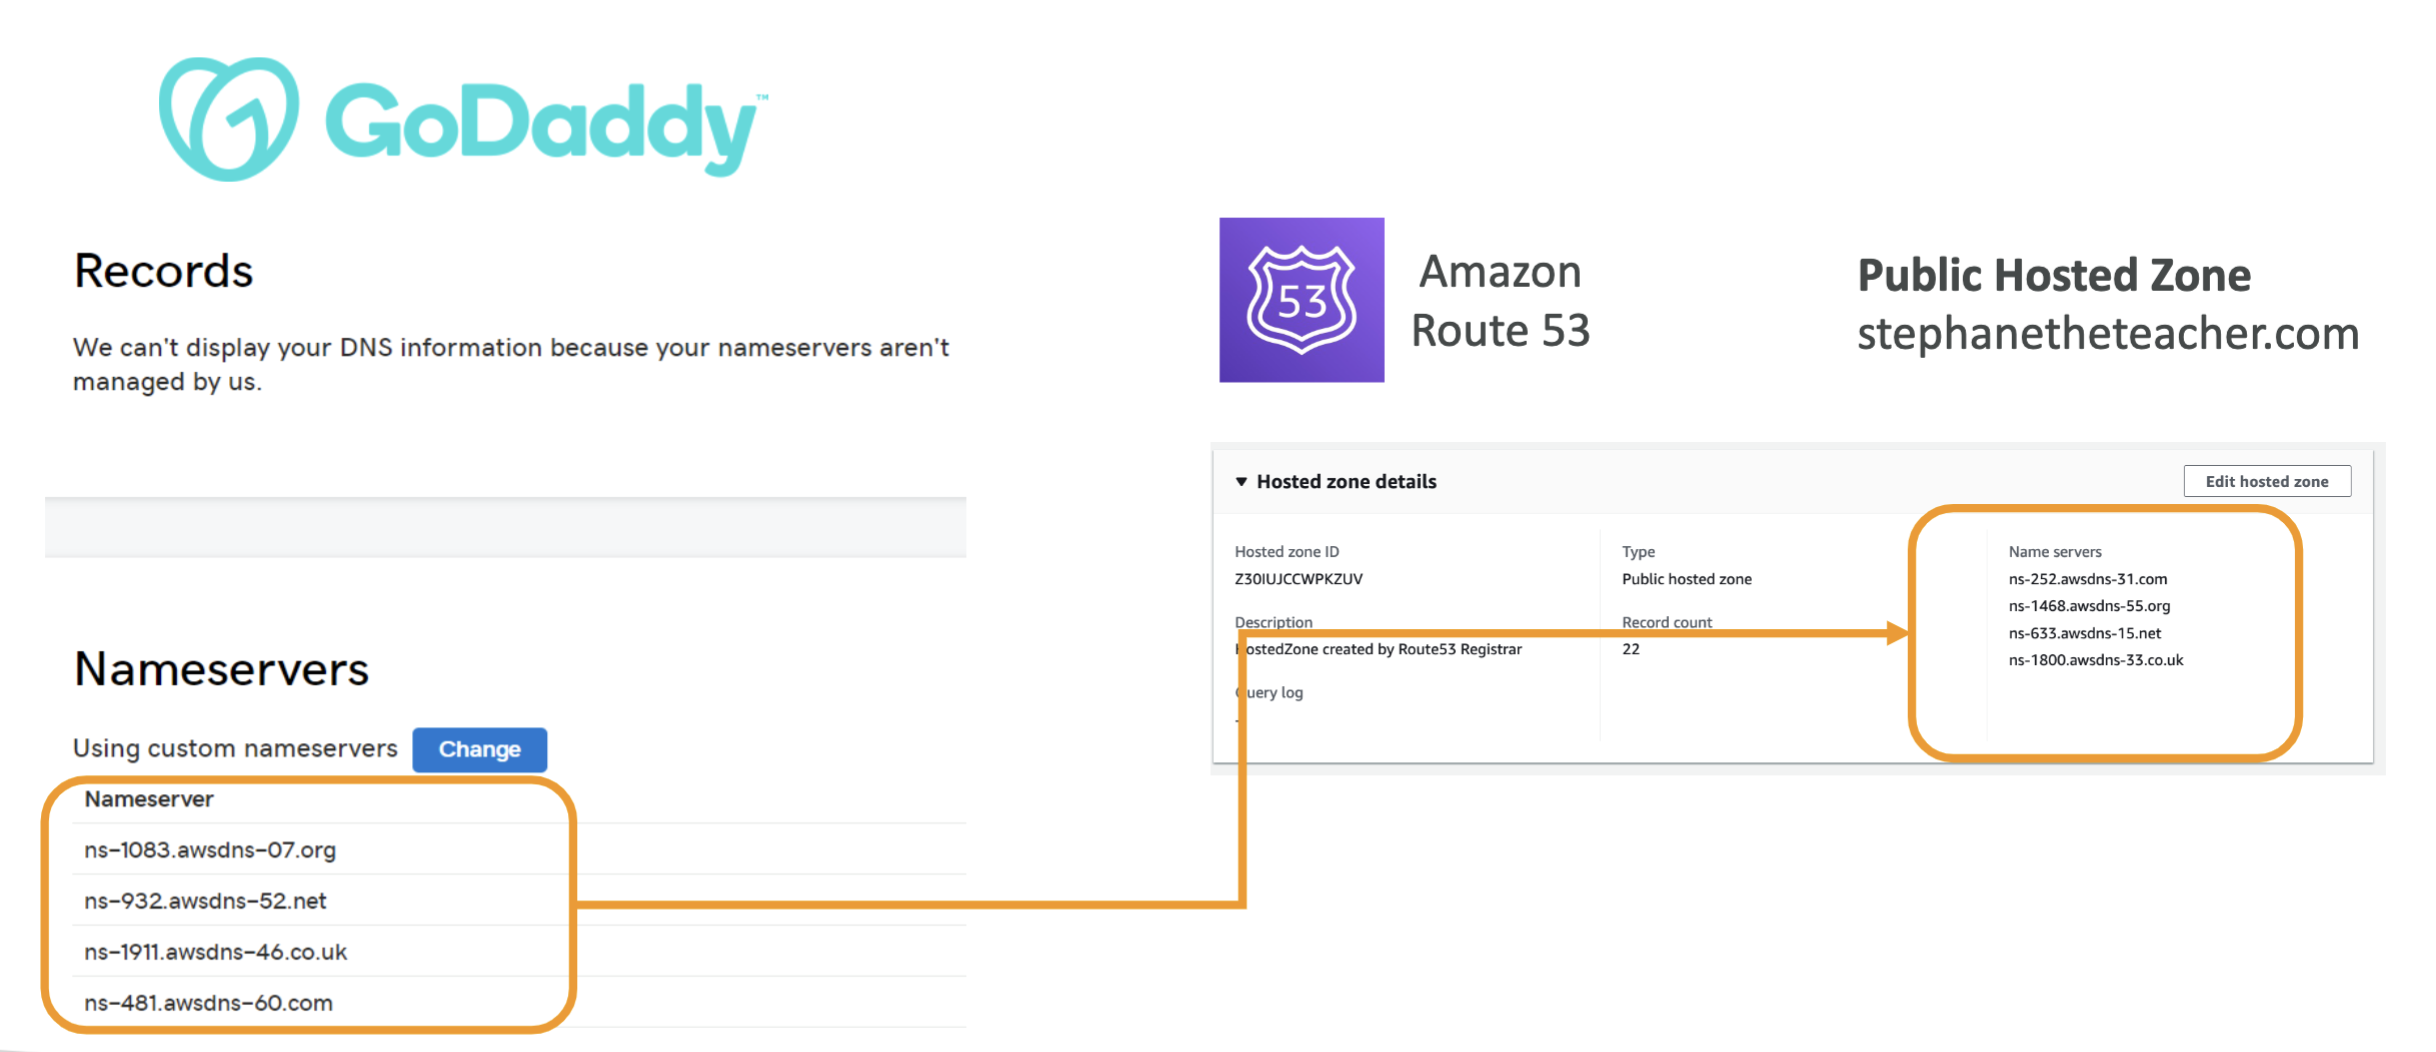 GoDaddy™
Records
We can't display your DNS information because your nameservers aren't
managed by us.
Nameservers
Using custom nameservers Change
Nameserver
ns-1083.awsdns-07.org
ns-932.awsdns-52.net
ns-1911.awsdns-46.co.uk
ns-481.awsdns-60.com
53
Amazon
Route 53
Public Hosted Zone
stephanetheteacher.com
▼ Hosted zone details
Edit hosted zone
Hosted zone ID
Z30IUJCCWPKZUV
Description
HostedZone created by Route53 Registrar
Query log
-
Type
Public hosted zone
Record count
22
Name servers
ns-252.awsdns-31.com
ns-1468.awsdns-55.org
ns-633.awsdns-15.net
ns-1800.awsdns-33.co.uk